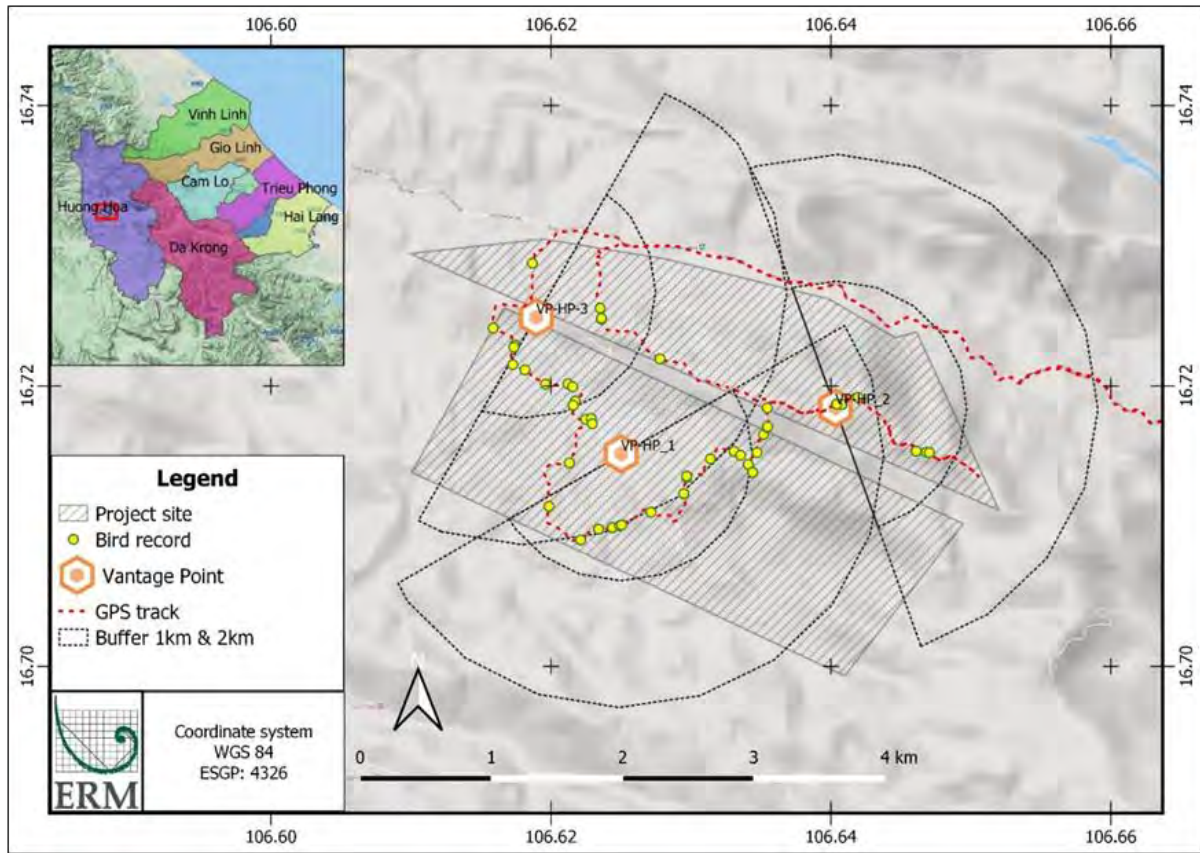 106.60
106.62
106.64
106.66
16.74
16.74
Vinh Linh
Gio Linh
Cam Lo
Trieu Phong
Huong Hoa
Hai Lang
Da Krong
VP-HP-3
16.72
16.72
VP-HP_2
VP-HP_1
Legend
Project site
Bird record
Vantage Point
GPS track
Buffer 1km & 2km
16.70
16.70
N
ERM
Coordinate system
WGS 84
ESGP: 4326
0 1 2 3 4 km
106.60
106.62
106.64
106.66